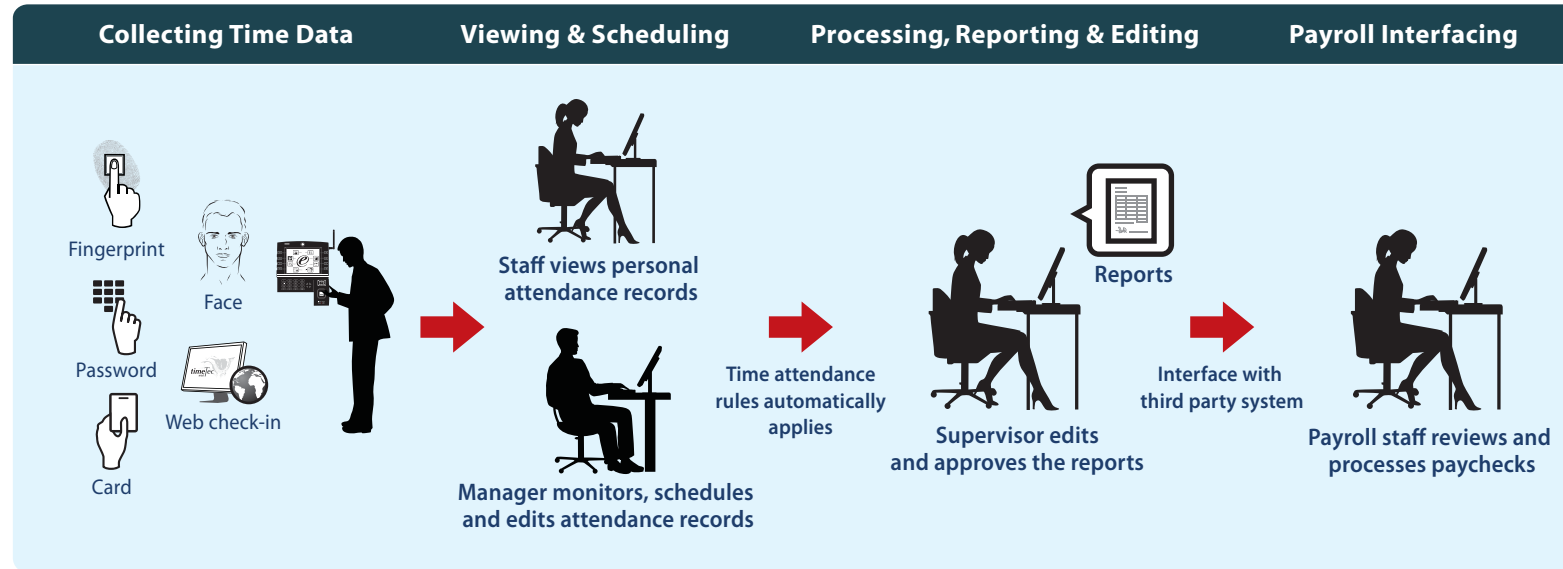 Collecting Time Data
Viewing & Scheduling
Processing, Reporting & Editing
Payroll Interfacing
Fingerprint
Face
Password
timeTec
Web check-in
Card
Staff views personal
attendance records
Manager monitors, schedules
and edits attendance records
Time attendance
rules automatically
applies
Reports
Supervisor edits
and approves the reports
Interface with
third party system
Payroll staff reviews and
processes paychecks